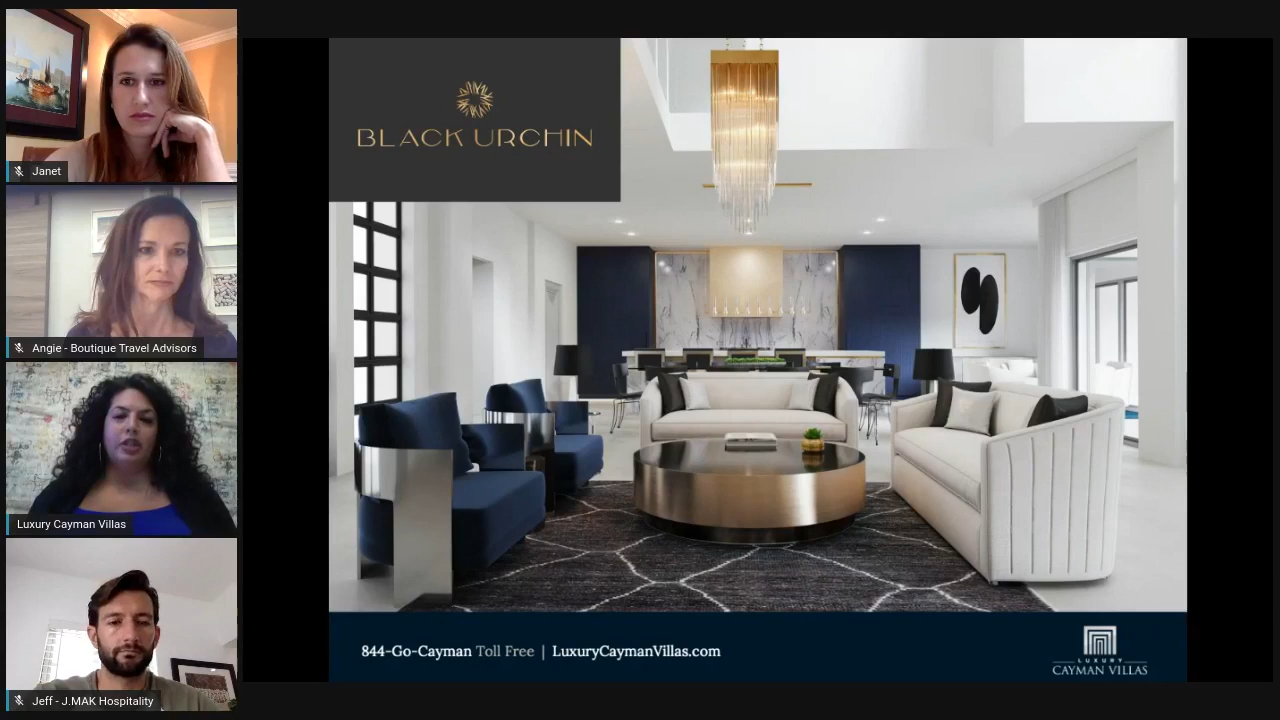 Janet
Angie - Boutique Travel Advisors
Luxury Cayman Villas
Jeff - J.MAK Hospitality
BLACK URCHIN
844-Go-Cayman Toll Free | LuxuryCaymanVillas.com
LUXURY
CAYMAN VILLAS